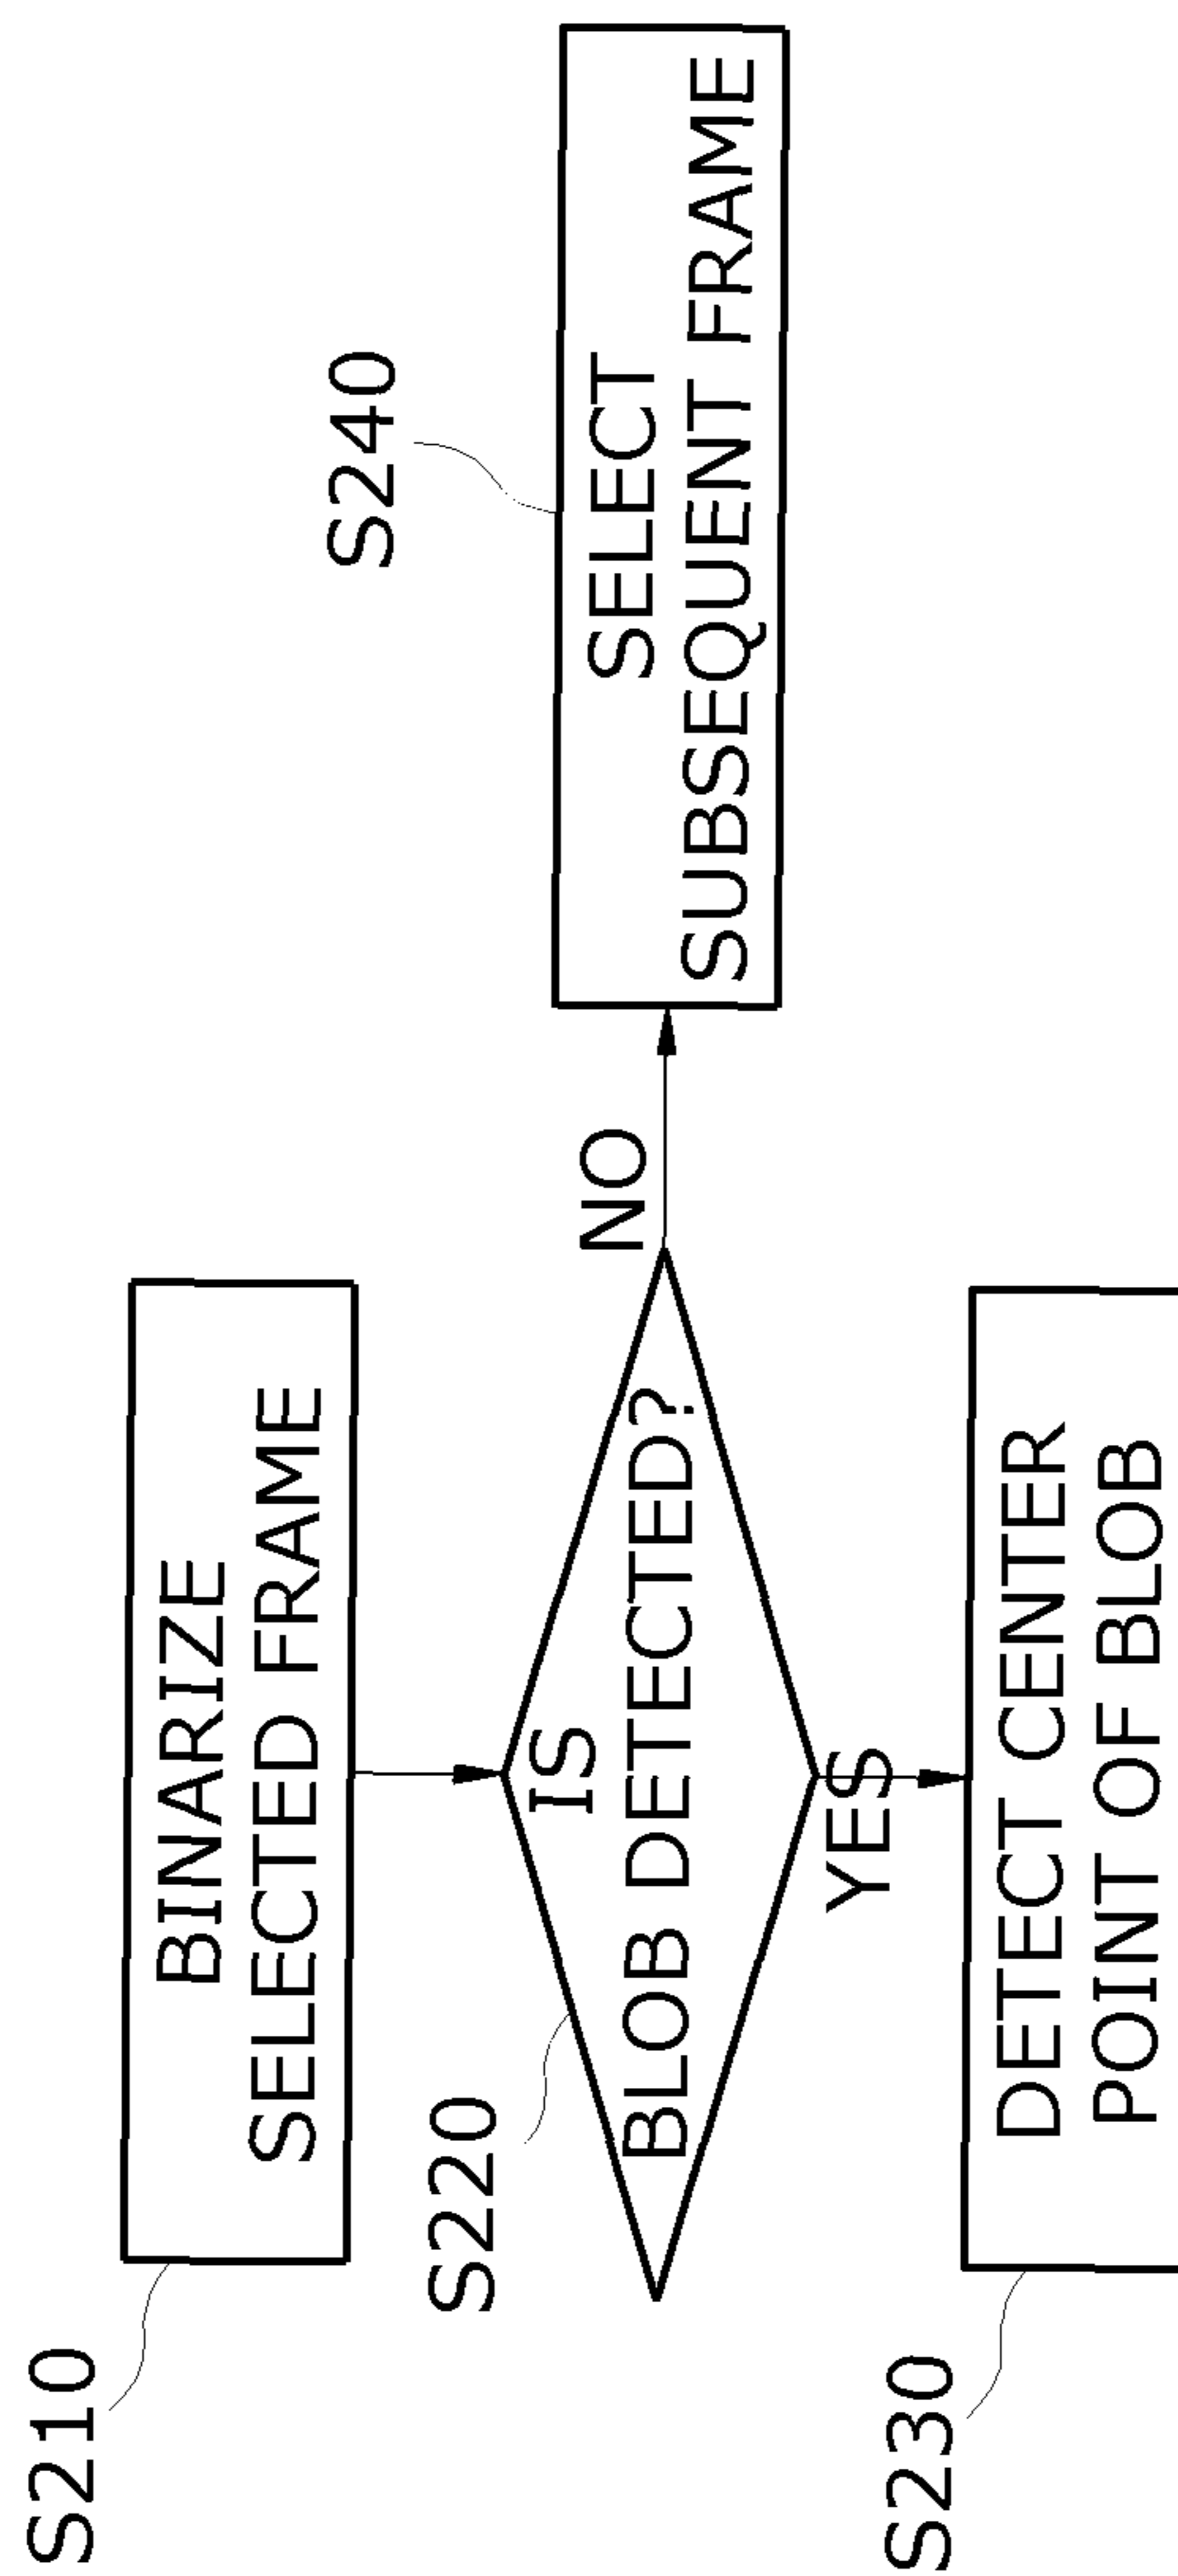 S210
BINARIZE
SELECTED FRAME
S220
IS
BLOB DETECTED?
NO
S240
SELECT
SUBSEQUENT FRAME
YES
S230
DETECT CENTER
POINT OF BLOB